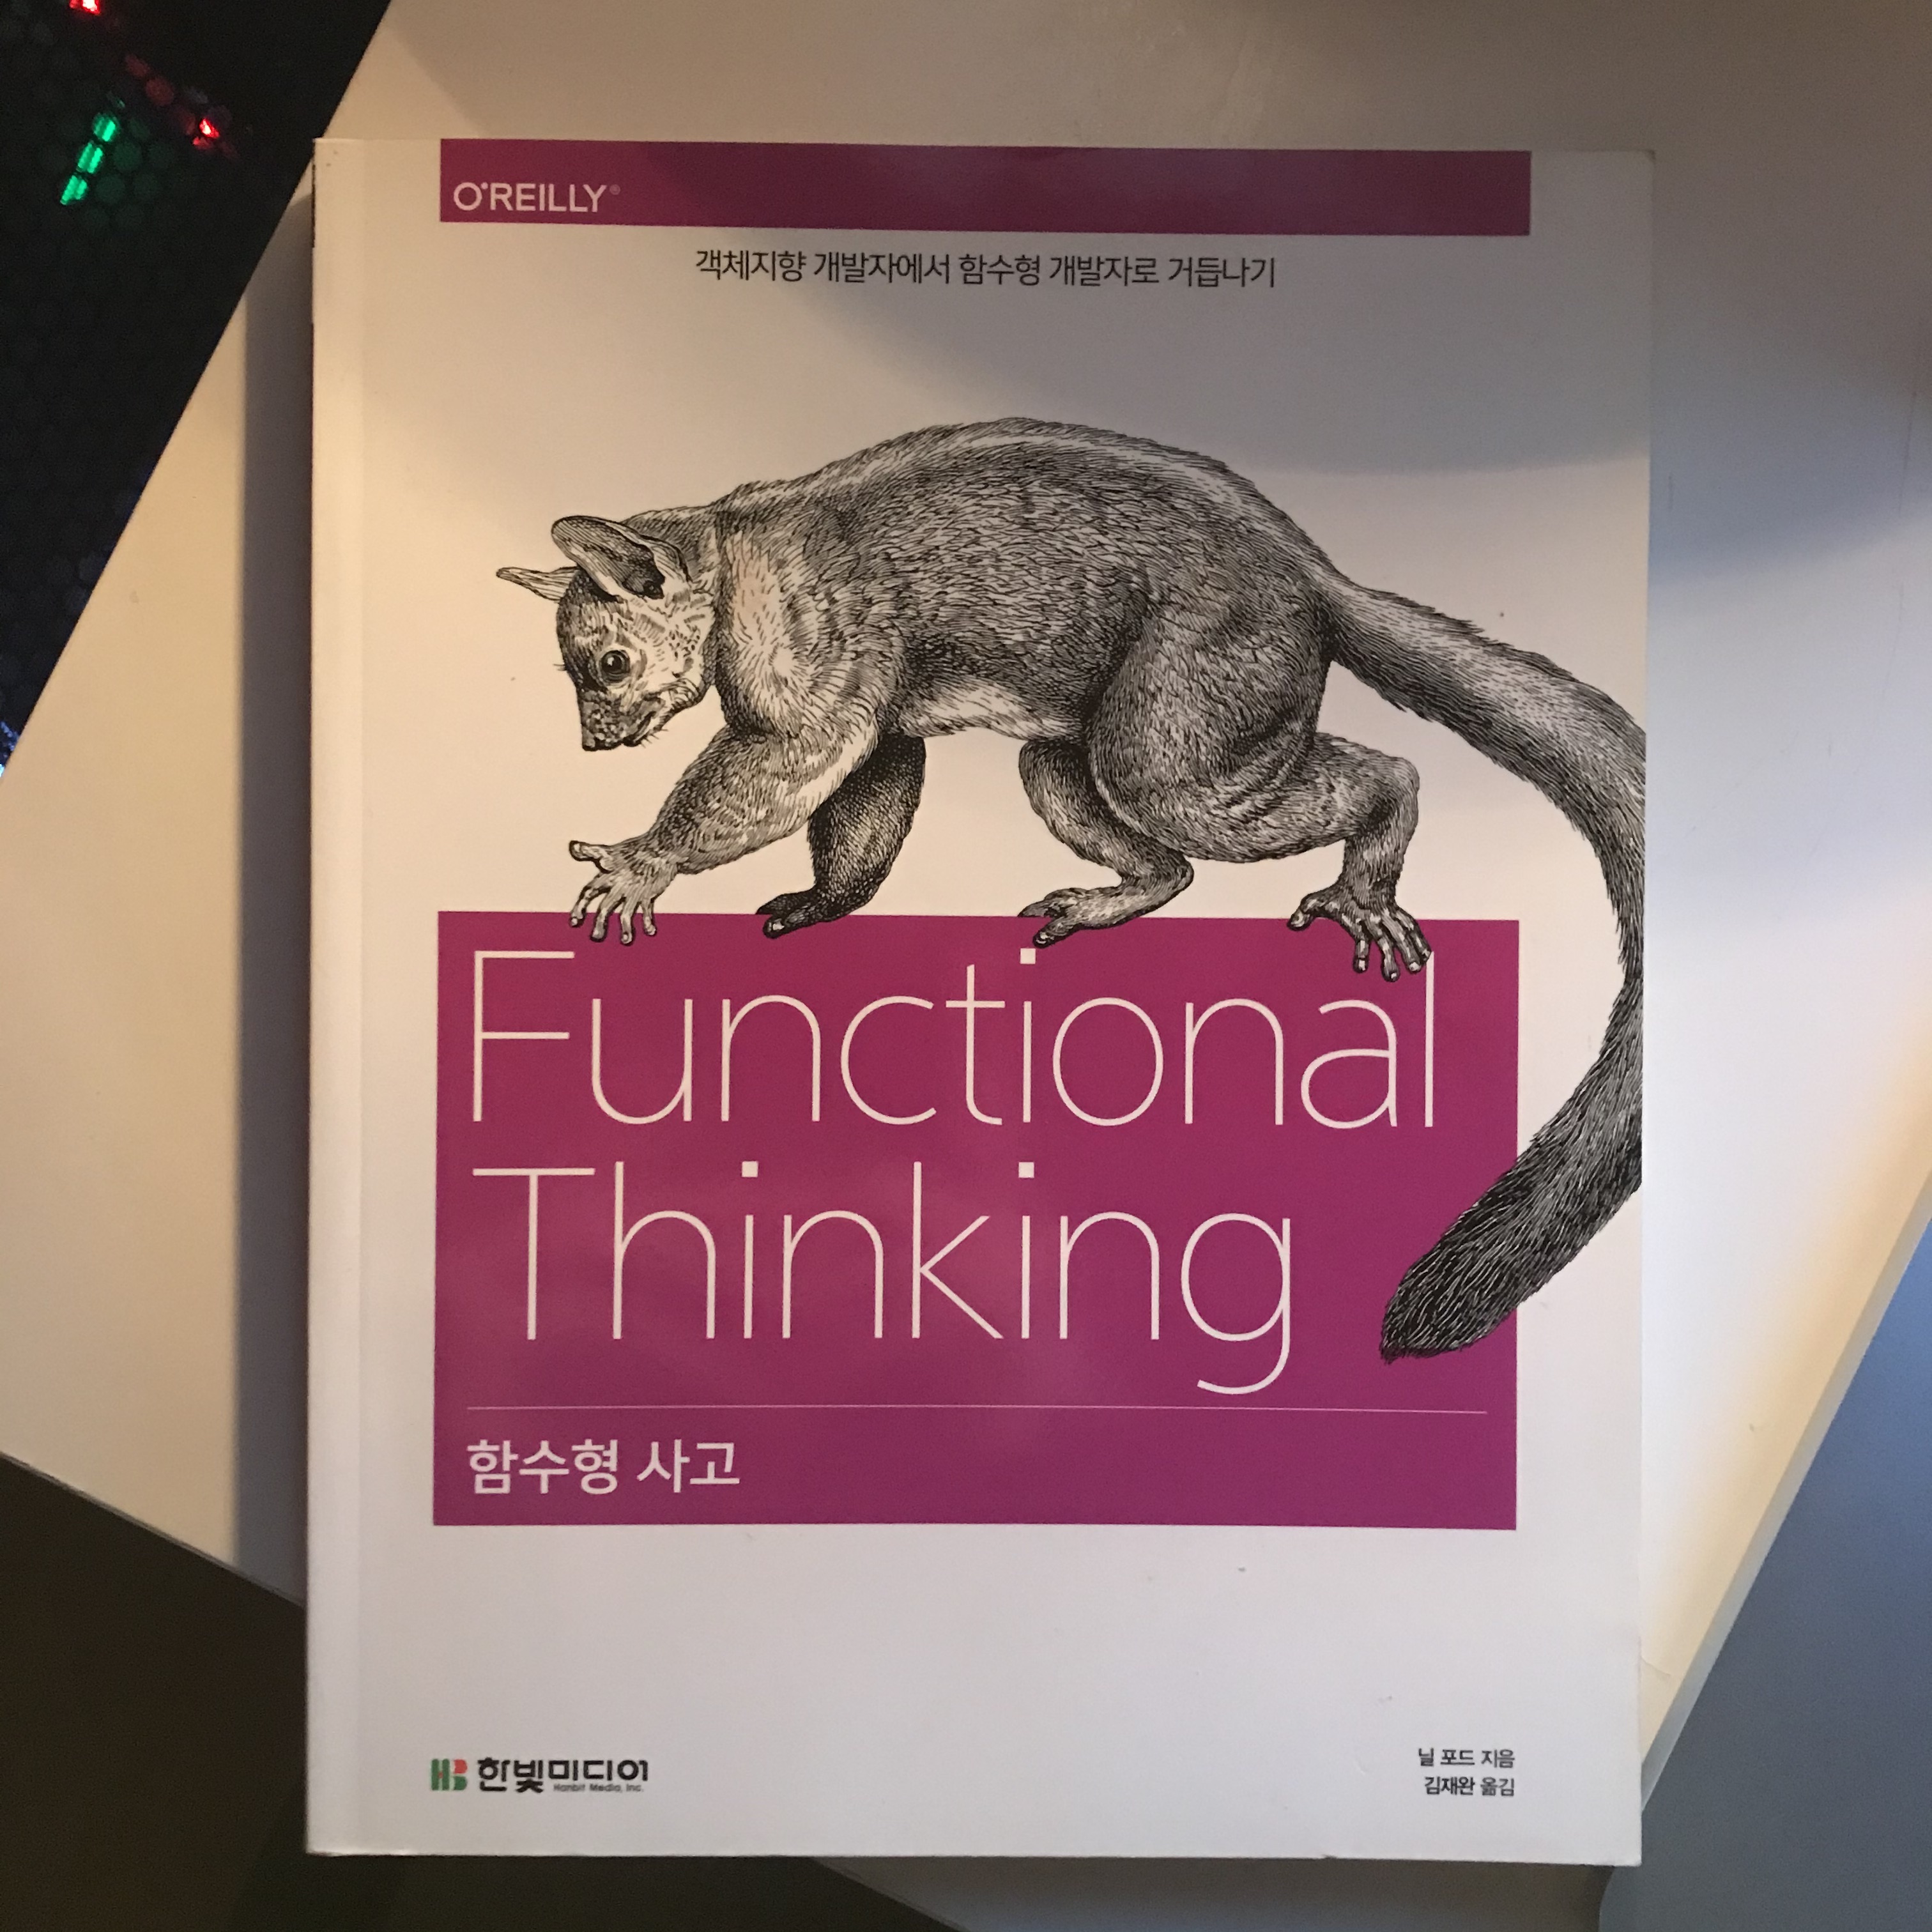 O'REILLY®
객체지향 개발자에서 함수형 개발자로 거듭나기
Functional
Thinking
함수형 사고
HB 한빛미디어
Hanbit Media, Inc.
닐 포드 지음
김재완 옮김